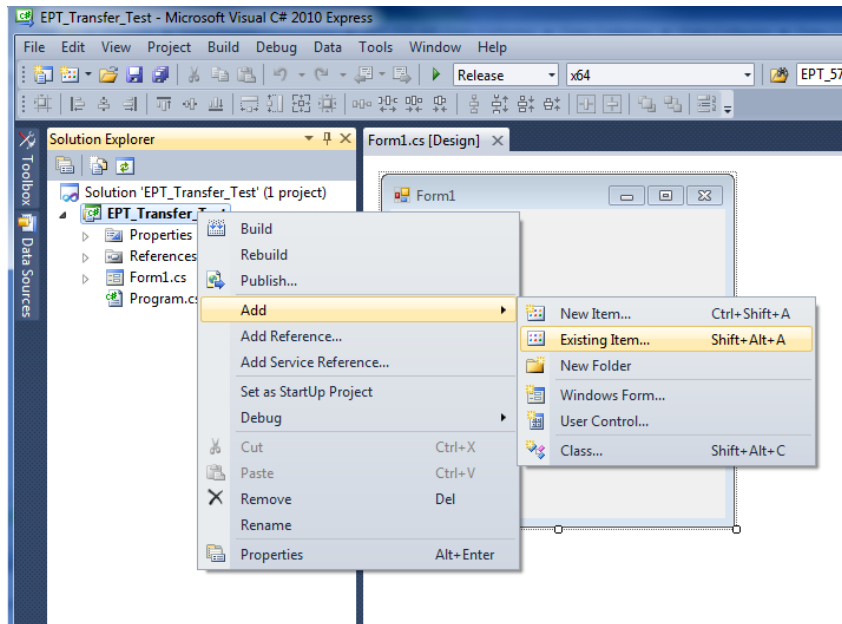 EPT_Transfer_Test - Microsoft Visual C# 2010 Express
File Edit View Project Build Debug Data Tools Window Help
Release x64 EPT_57
Solution Explorer
Form1.cs [Design]
Toolbox
Data Sources
Solution 'EPT_Transfer_Test' (1 project)
EPT_Transfer_Test
Properties
References
Form1.cs
Program.cs
Form1
Build
Rebuild
Publish...
Add
Add Reference...
Add Service Reference...
Set as StartUp Project
Debug
Cut Ctrl+X
Paste Ctrl+V
Remove Del
Rename
Properties Alt+Enter
New Item... Ctrl+Shift+A
Existing Item... Shift+Alt+A
New Folder
Windows Form...
User Control...
Class... Shift+Alt+C